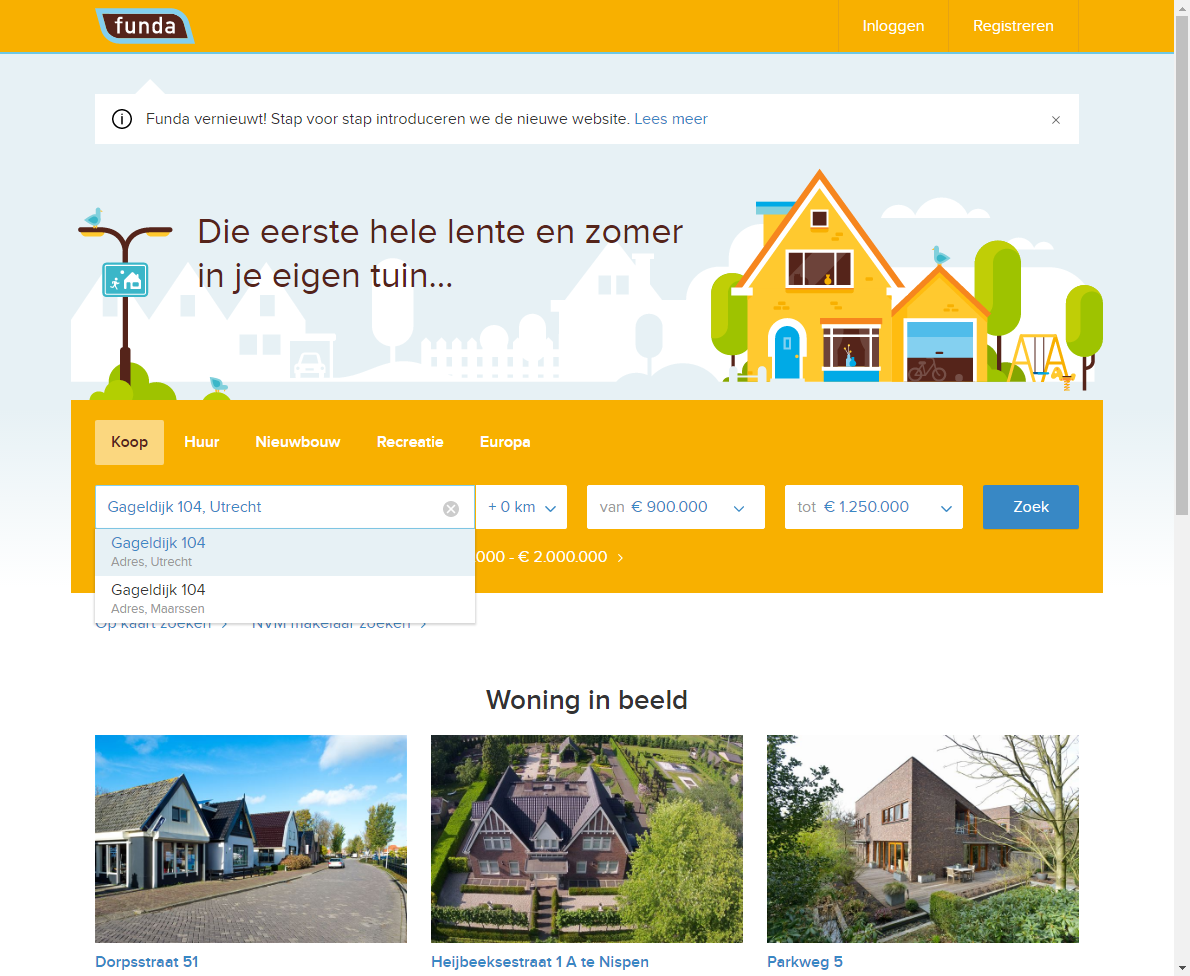 funda
Inloggen
Registreren
Funda vernieuwt! Stap voor stap introduceren we de nieuwe website. Lees meer
Die eerste hele lente en zomer
in je eigen tuin...
Koop
Huur
Nieuwbouw
Recreatie
Europa
Gageldijk 104, Utrecht
+ 0 km
van € 900.000
tot € 1.250.000
Zoek
Gageldijk 104
Adres, Utrecht
000 - € 2.000.000
Gageldijk 104
Adres, Maarssen
Op kaart zoeken
NVM makelaar zoeken
Woning in beeld
Dorpsstraat 51
Heijbeeksestraat 1 A te Nispen
Parkweg 5